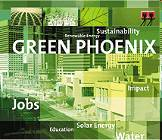 Sustainability
Renewable Energy
GREEN PHOENIX
Impact
Jobs
Solar Energy
Education
Water